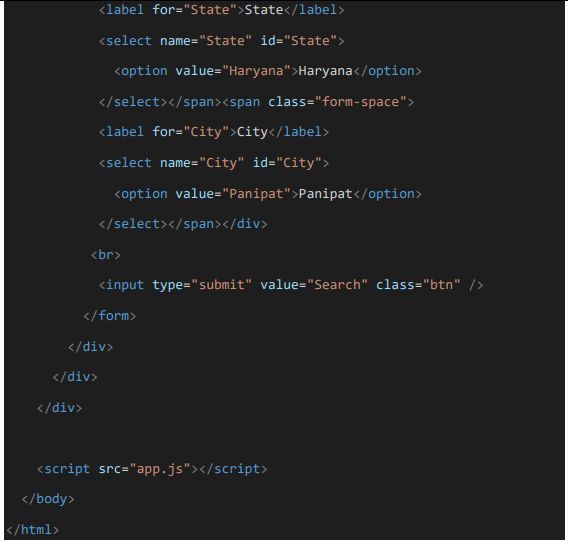 <label for="State">State</label>
<select name="State" id="State">
<option value="Haryana">Haryana</option>
</select></span><span class="form-space">
<label for="City">City</label>
<select name="City" id="City">
<option value="Panipat">Panipat</option>
</select></span></div>
<br>
<input type="submit" value="Search" class="btn" />
</form>
</div>
</div>
</div>
<script src="app.js"></script>
</body>
</html>